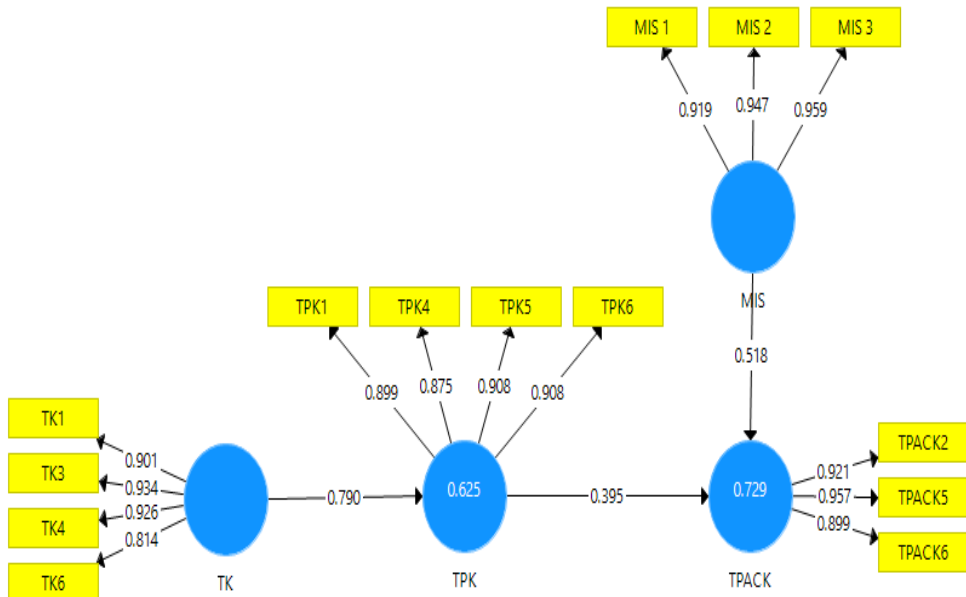 MIS 1 MIS 2 MIS 3
0.919 0.947 0.959
MIS
TPK1 TPK4 TPK5 TPK6
0.899 0.875 0.908 0.908
0.518
TK1
TK3
TK4
TK6
0.901
0.934
0.926
0.814
TK
0.790
0.625
TPK
0.395
0.729
TPACK
0.921
0.957
0.899
TPACK2
TPACK5
TPACK6